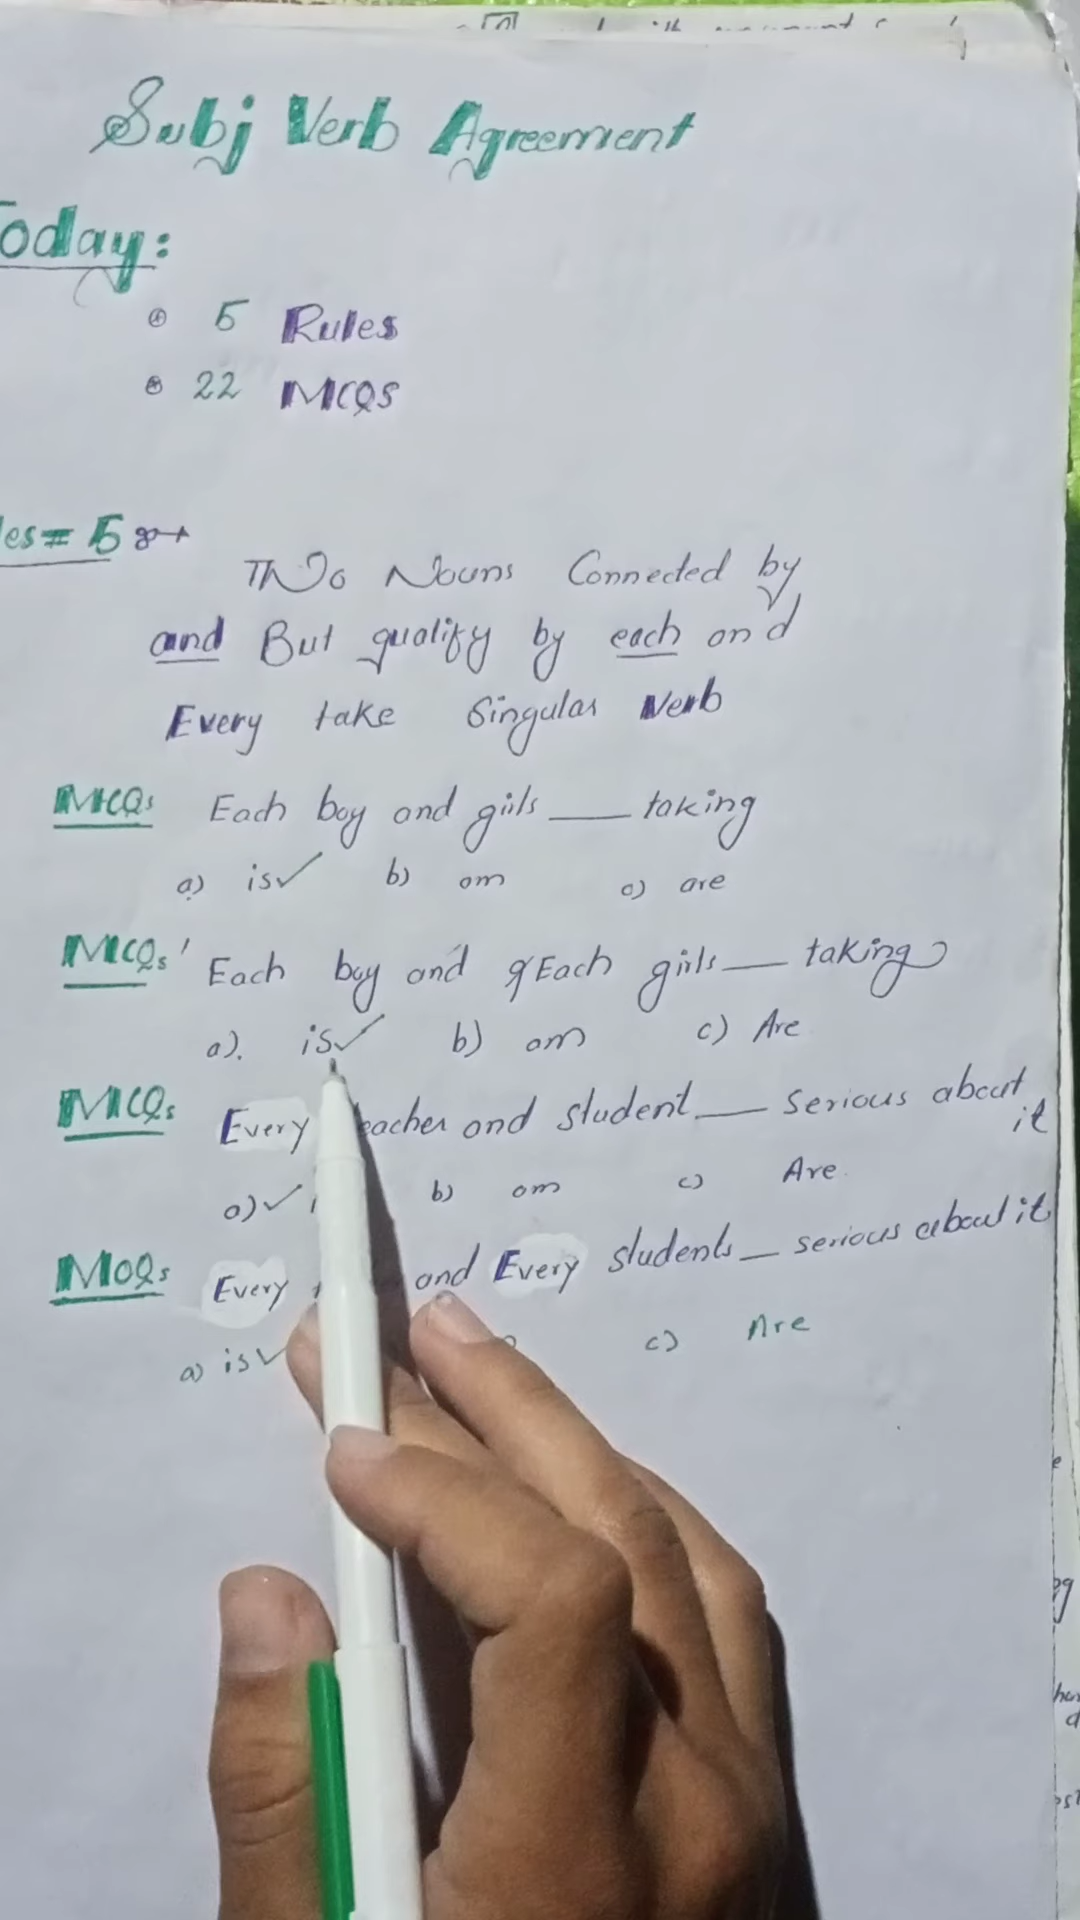 Subj Verb Agreement
Today:
5 Rules
22 MCQS
les = 5
Two Nouns Connected by
and But qualify by each and
Every take Singular verb
MCQs Each boy and girls ___ taking
a) is✓ b) am c) are
MCQs' Each boy and Each girls ___ taking
a). is✓ b) am c) Are
MCQs Every teacher and student ___ serious about it
a)✓ b) am c) Are
MCQs Every and Every students _ serious about it
a) is✓ c) Are